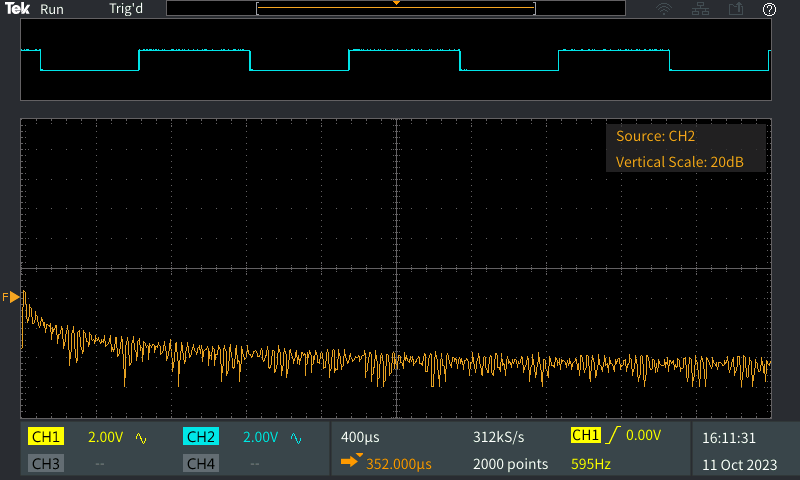 Tek Run Trig'd
Source: CH2
Vertical Scale: 20dB
F
CH1 2.00V CH2 2.00V 400µs 312kS/s CH1 0.00V 16:11:31
CH3 -- CH4 -- 352.000µs 2000 points 595Hz 11 Oct 2023